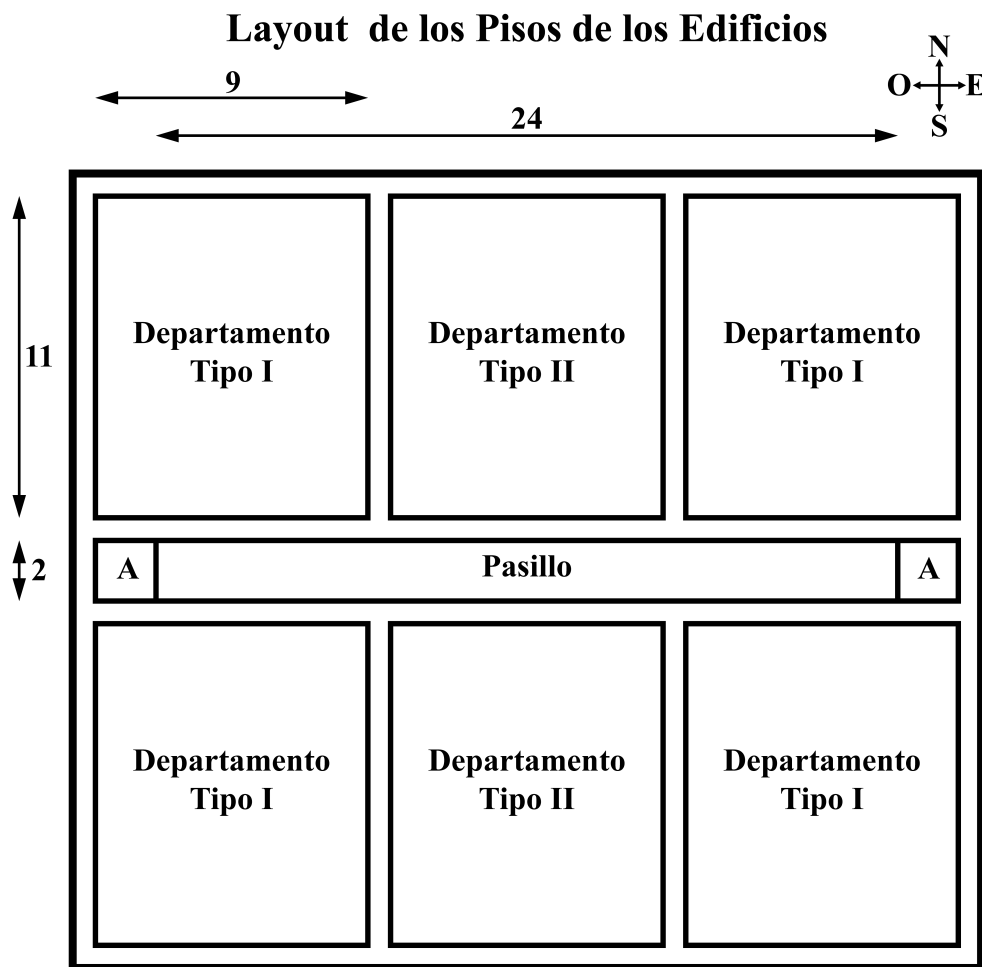 Layout de los Pisos de los Edificios
N
9
O E
24
S
Departamento
Tipo I
Departamento
Tipo II
Departamento
Tipo I
11
A
Pasillo
A
2
Departamento
Tipo I
Departamento
Tipo II
Departamento
Tipo I